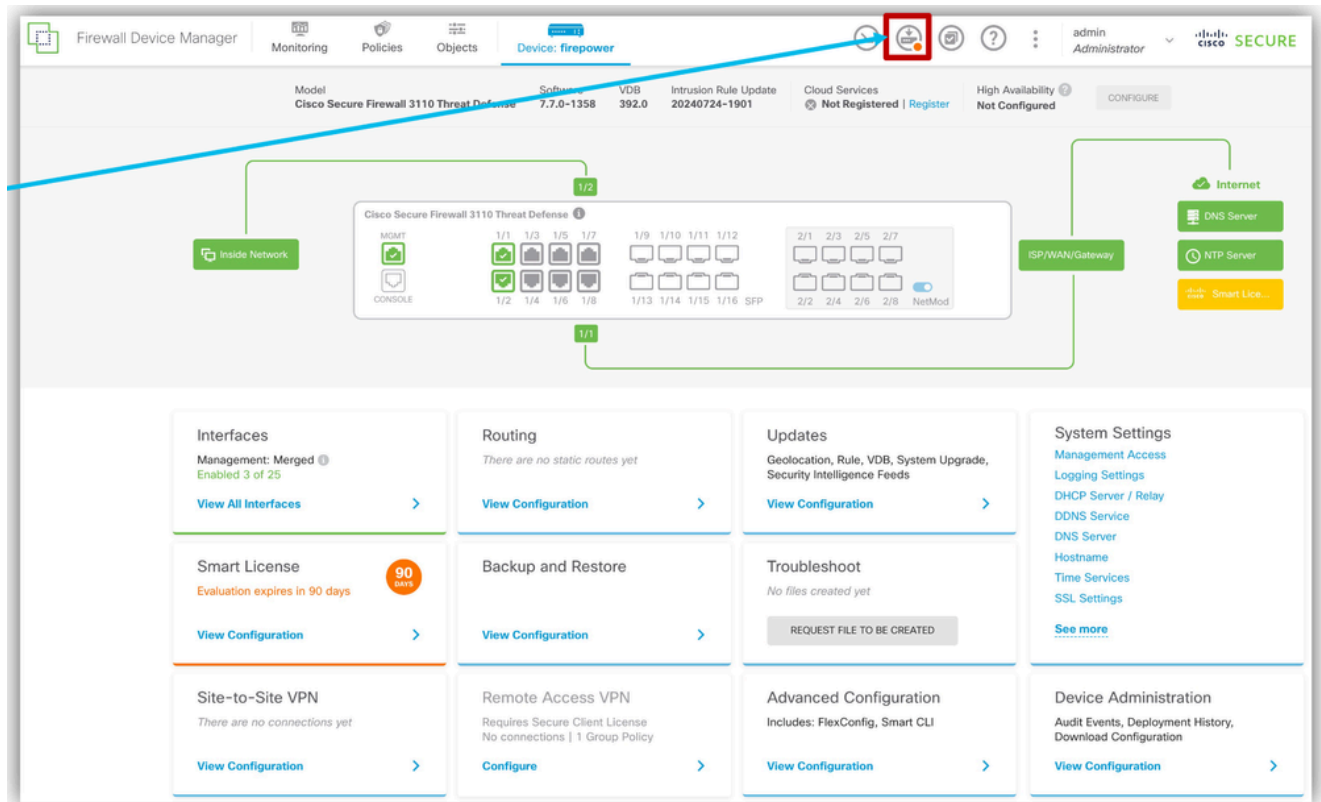 Firewall Device Manager
Monitoring
Policies
Objects
Device: firepower
admin
Administrator
cisco SECURE
Model
Cisco Secure Firewall 3110 Threat Defense
Software
7.7.0-1358
VDB
392.0
Intrusion Rule Update
20240724-1901
Cloud Services
Not Registered | Register
High Availability
Not Configured
CONFIGURE
1/2
Internet
Cisco Secure Firewall 3110 Threat Defense
DNS Server
MGMT
1/1 1/3 1/5 1/7
1/9 1/10 1/11 1/12
2/1 2/3 2/5 2/7
Inside Network
ISP/WAN/Gateway
NTP Server
CONSOLE
1/2 1/4 1/6 1/8
1/13 1/14 1/15 1/16 SFP
2/2 2/4 2/6 2/8 NetMod
Smart Lice...
1/1
Interfaces
Management: Merged
Enabled 3 of 25
View All Interfaces
Routing
There are no static routes yet
View Configuration
Updates
Geolocation, Rule, VDB, System Upgrade,
Security Intelligence Feeds
View Configuration
System Settings
Management Access
Logging Settings
DHCP Server / Relay
DDNS Service
DNS Server
Hostname
Time Services
SSL Settings
See more
Smart License
Evaluation expires in 90 days
90
DAYS
View Configuration
Backup and Restore
View Configuration
Troubleshoot
No files created yet
REQUEST FILE TO BE CREATED
Site-to-Site VPN
There are no connections yet
View Configuration
Remote Access VPN
Requires Secure Client License
No connections | 1 Group Policy
Configure
Advanced Configuration
Includes: FlexConfig, Smart CLI
View Configuration
Device Administration
Audit Events, Deployment History,
Download Configuration
View Configuration